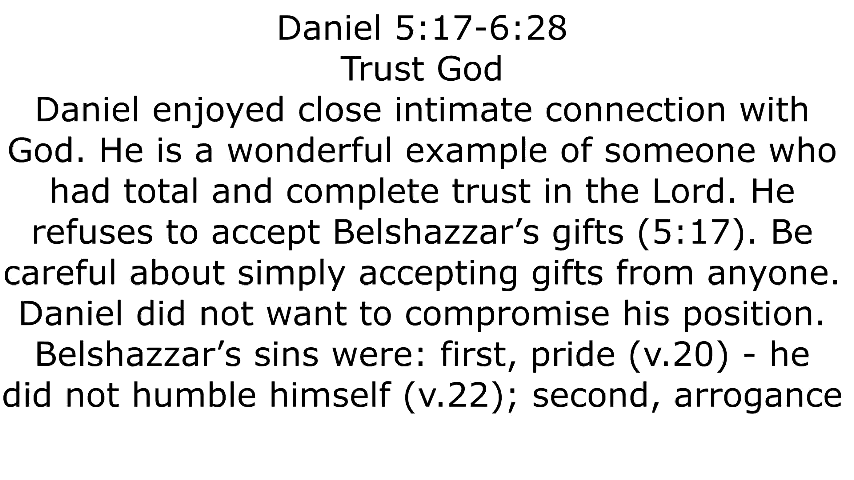 Daniel 5:17-6:28
Trust God
Daniel enjoyed close intimate connection with
God. He is a wonderful example of someone who
had total and complete trust in the Lord. He
refuses to accept Belshazzar’s gifts (5:17). Be
careful about simply accepting gifts from anyone.
Daniel did not want to compromise his position.
Belshazzar’s sins were: first, pride (v.20) - he
did not humble himself (v.22); second, arrogance